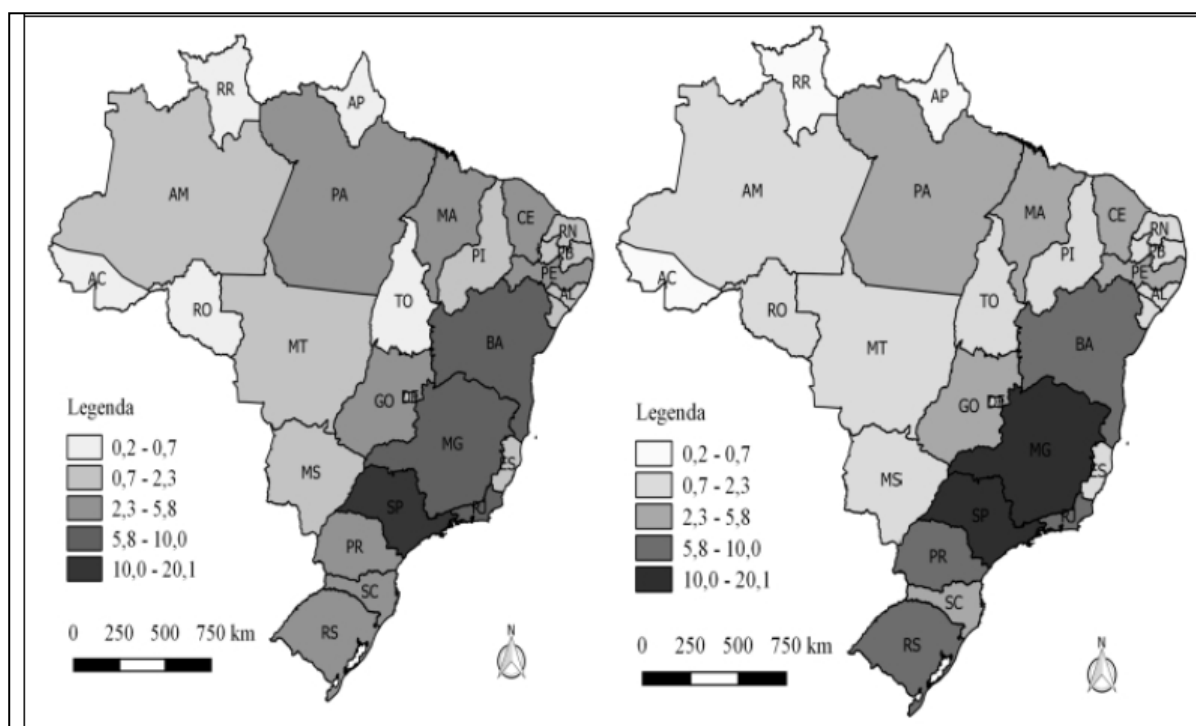 RR
AP
AM
PA
MA
CE
RN
PB
PI
PE
AL
AC
RO
TO
BA
MT
GO
DF
MG
ES
MS
SP
RJ
PR
SC
RS
Legenda
0,2 - 0,7
0,7 - 2,3
2,3 - 5,8
5,8 - 10,0
10,0 - 20,1
0 250 500 750 km
N
RR
AP
AM
PA
MA
CE
RN
PB
PI
PE
AL
AC
RO
TO
BA
MT
GO
DF
MG
ES
MS
SP
RJ
PR
SC
RS
Legenda
0,2 - 0,7
0,7 - 2,3
2,3 - 5,8
5,8 - 10,0
10,0 - 20,1
0 250 500 750 km
N